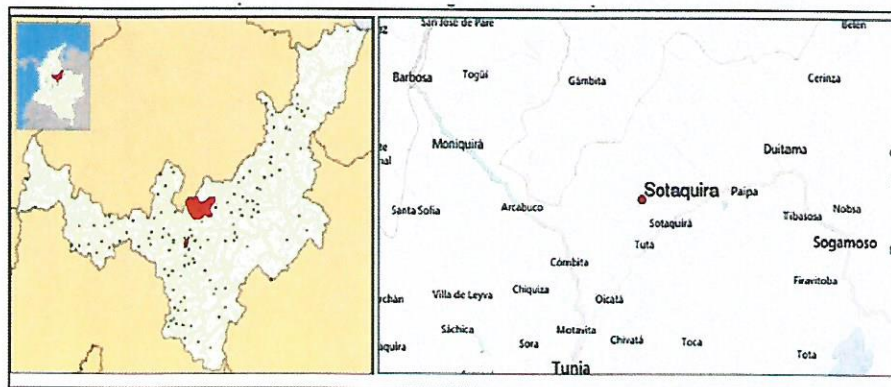 San José de Pare
Belén
Barbosa
Togüí
Gámbita
Cerinza
Moniquirá
Duitama
Sotaquira
Paipa
Santa Sofía
Arcabuco
Sotaquirá
Tibasosa
Nobsa
Tuta
Sogamoso
Cómbita
Firavitoba
Villa de Leyva
Chiquiza
Oicatá
Sáchica
Motavita
Sora
Chivatá
Toca
Tota
Tunja